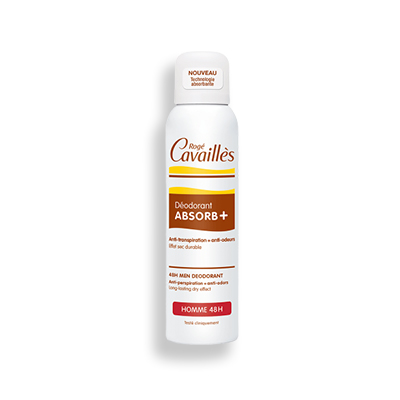 NOUVEAU
Technologie
absorbante
Rogé
Cavaillès
Déodorant
ABSORB+
Anti-transpiration + anti-odeurs
Effet sec durable
48H MEN DEODORANT
Anti-perspiration + anti-odors
Long-lasting dry effect
HOMME 48H
Testé cliniquement